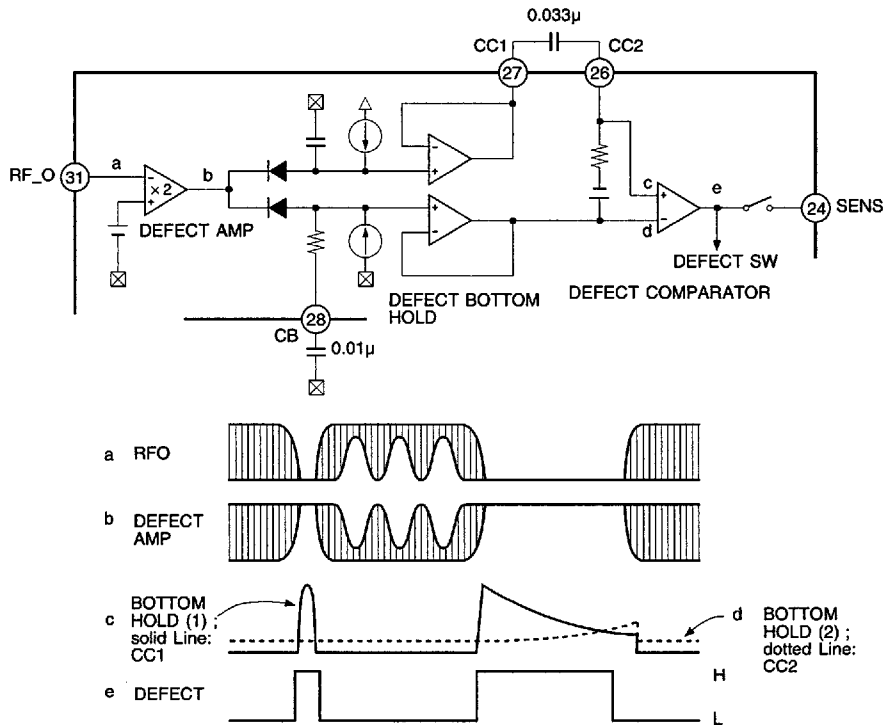 0.033μ
CC1
CC2
27
26
RF_O
31
a
b
× 2
-
+
DEFECT AMP
-
+
+
-
c
+
-
d
e
24
SENS
DEFECT SW
DEFECT BOTTOM
HOLD
DEFECT COMPARATOR
28
CB
0.01μ
a RFO
b DEFECT
AMP
c BOTTOM
HOLD (1) ;
solid Line:
CC1
d BOTTOM
HOLD (2) ;
dotted Line:
CC2
e DEFECT
H
L